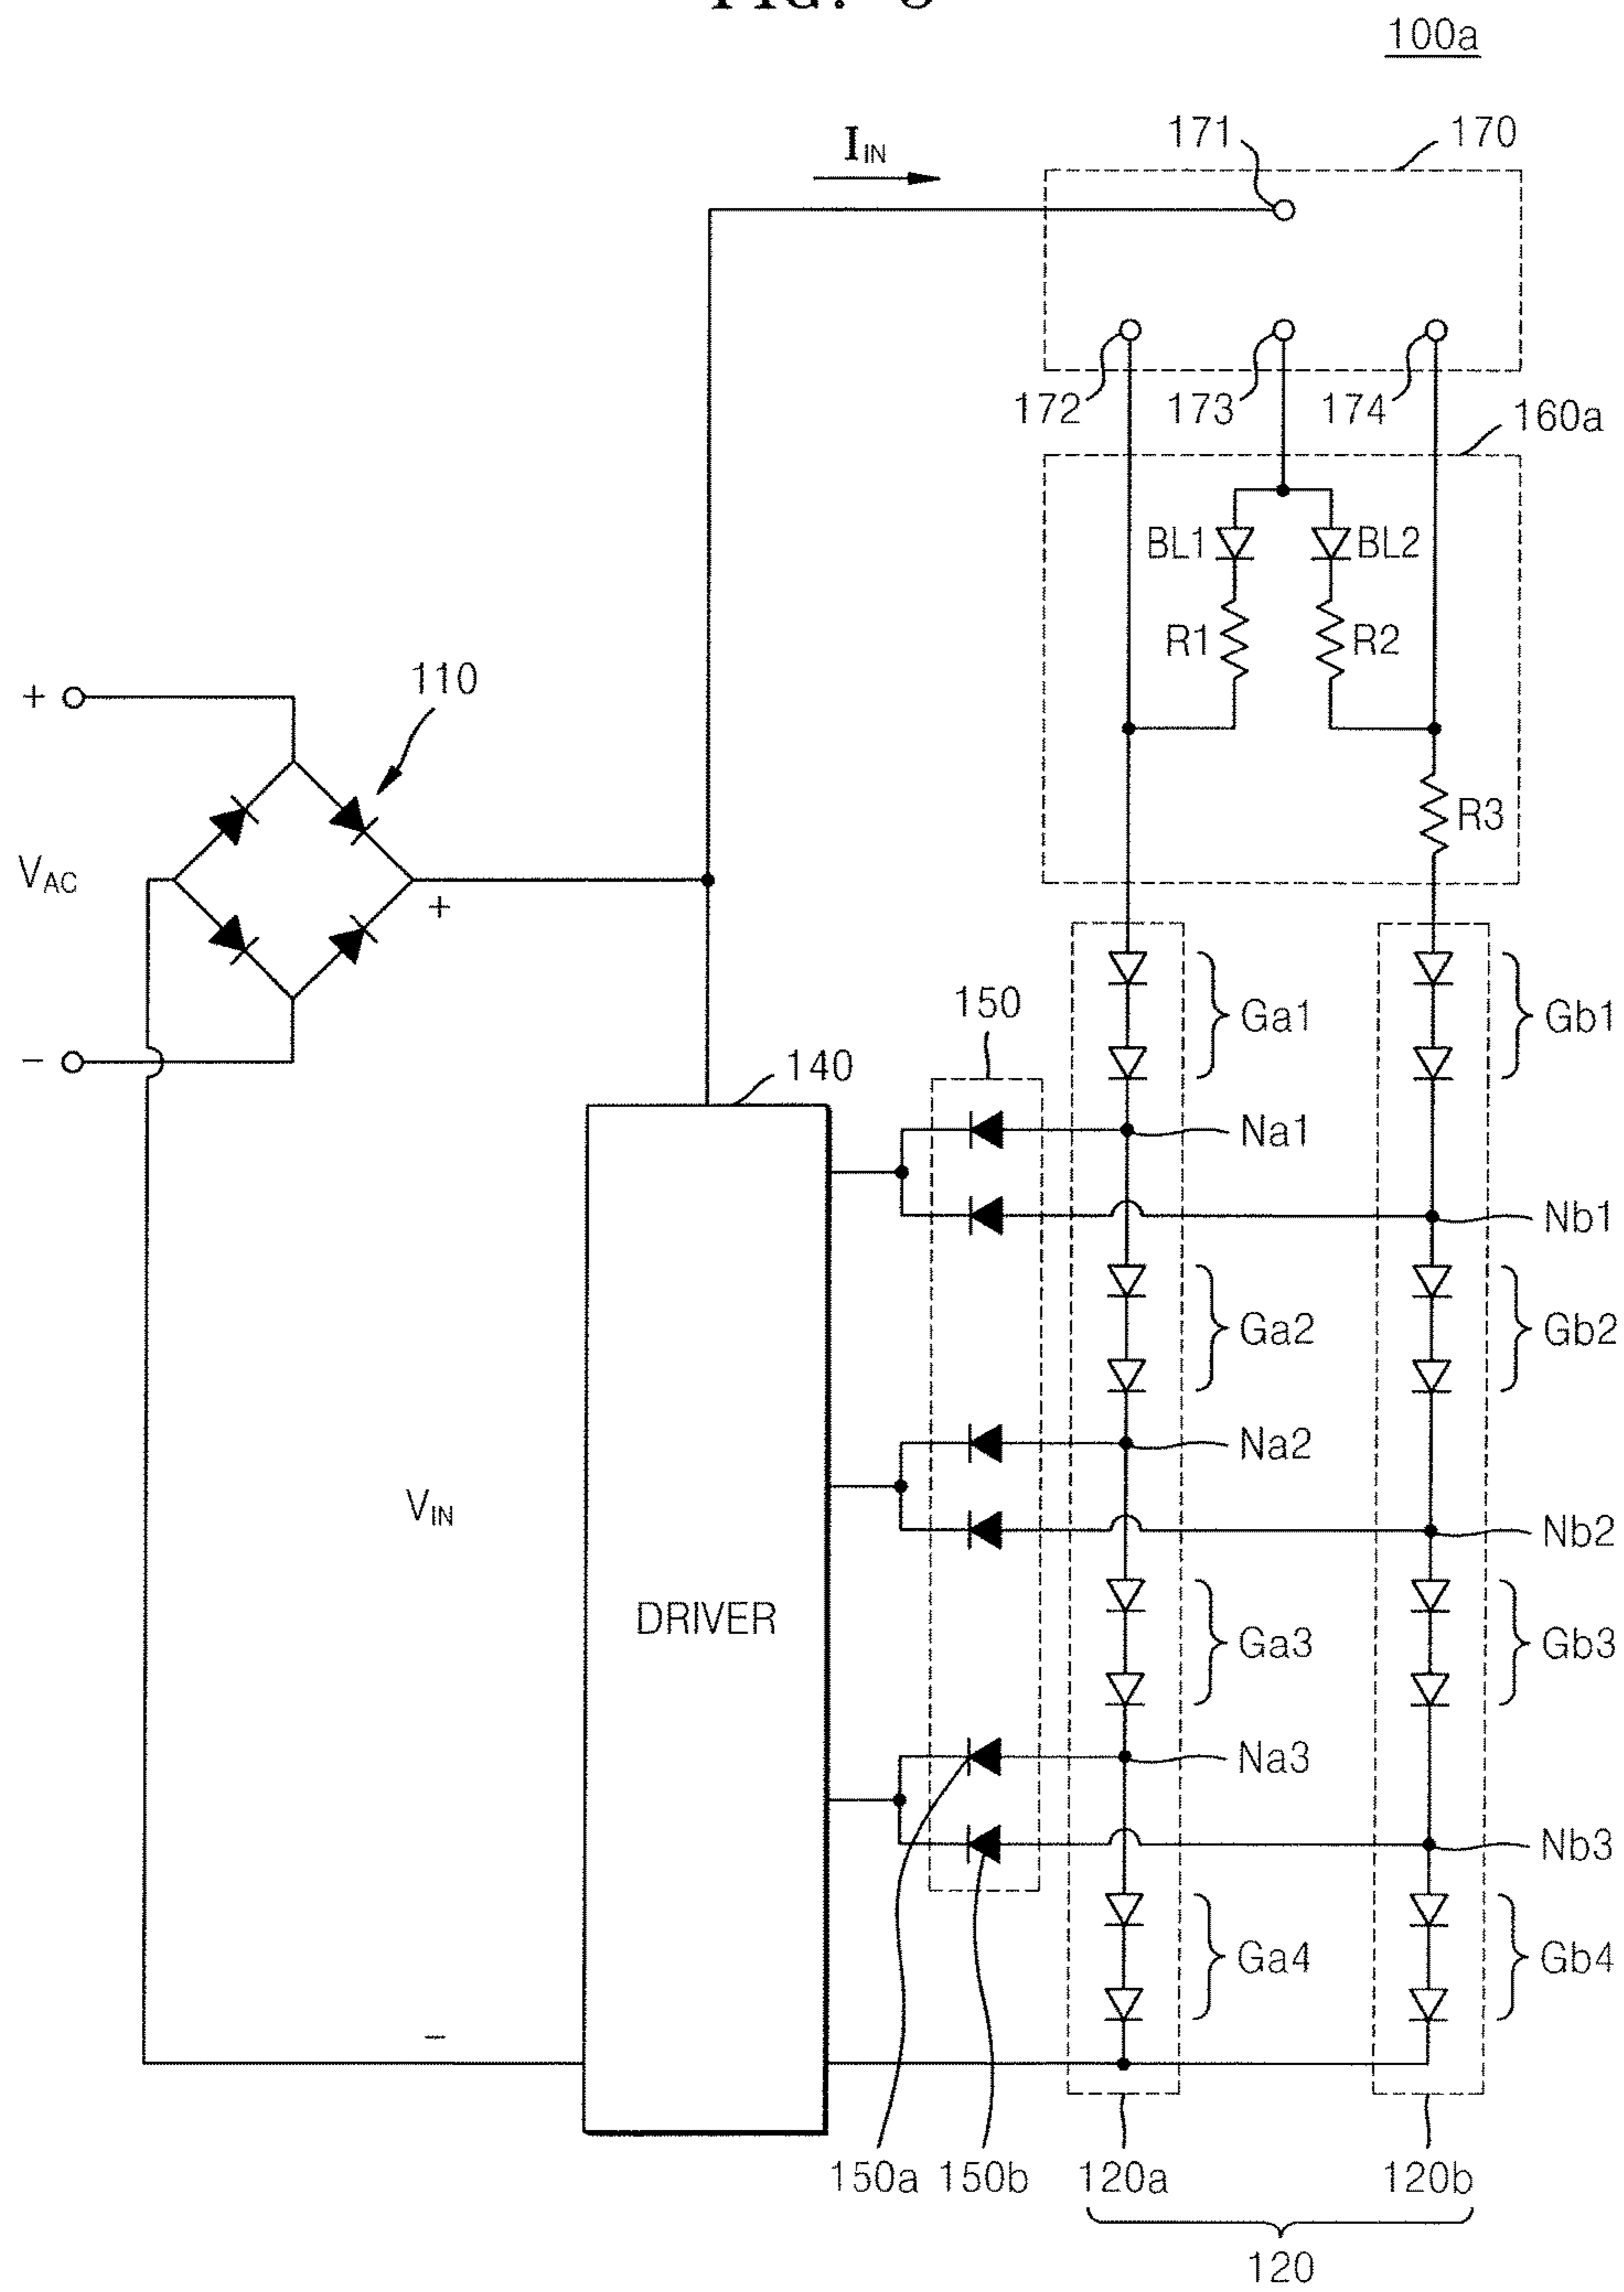 100a
I_IN
171
170
172
173
174
160a
BL1
BL2
R1
R2
R3
+
110
V_AC
+
−
150
140
Ga1
Gb1
Na1
Nb1
Ga2
Gb2
Na2
Nb2
V_IN
DRIVER
Ga3
Gb3
Na3
Nb3
Ga4
Gb4
−
150a
150b
120a
120b
120